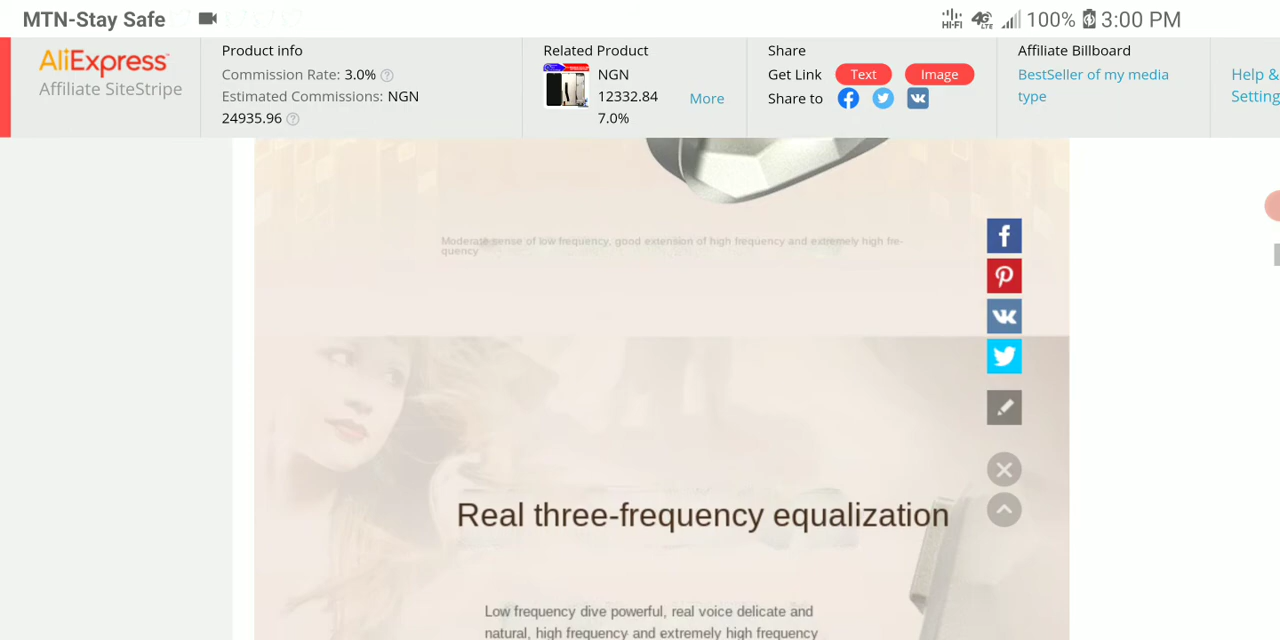 MTN-Stay Safe
HI-FI 4G LTE 100% 3:00 PM
AliExpress
Affiliate SiteStripe
Product info
Commission Rate: 3.0%
Estimated Commissions: NGN
24935.96
Related Product
NGN
12332.84
7.0%
More
Share
Get Link Text Image
Share to
Affiliate Billboard
BestSeller of my media
type
Help &
Setting
Moderate sense of low frequency, good extension of high frequency and extremely high fre-
quency
Real three-frequency equalization
Low frequency dive powerful, real voice delicate and
natural, high frequency and extremely high frequency